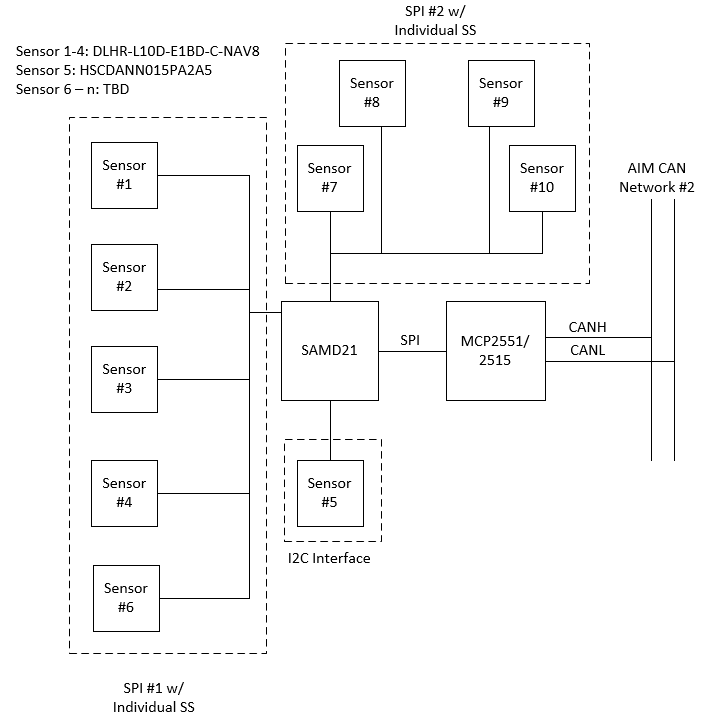 SPI #2 w/
Individual SS
Sensor 1-4: DLHR-L10D-E1BD-C-NAV8
Sensor 5: HSCDANN015PA2A5
Sensor 6 – n: TBD
Sensor
#8
Sensor
#9
Sensor
#1
Sensor
#7
Sensor
#10
AIM CAN
Network #2
Sensor
#2
SAMD21
SPI
MCP2551/
2515
CANH
CANL
Sensor
#3
Sensor
#4
Sensor
#5
I2C Interface
Sensor
#6
SPI #1 w/
Individual SS